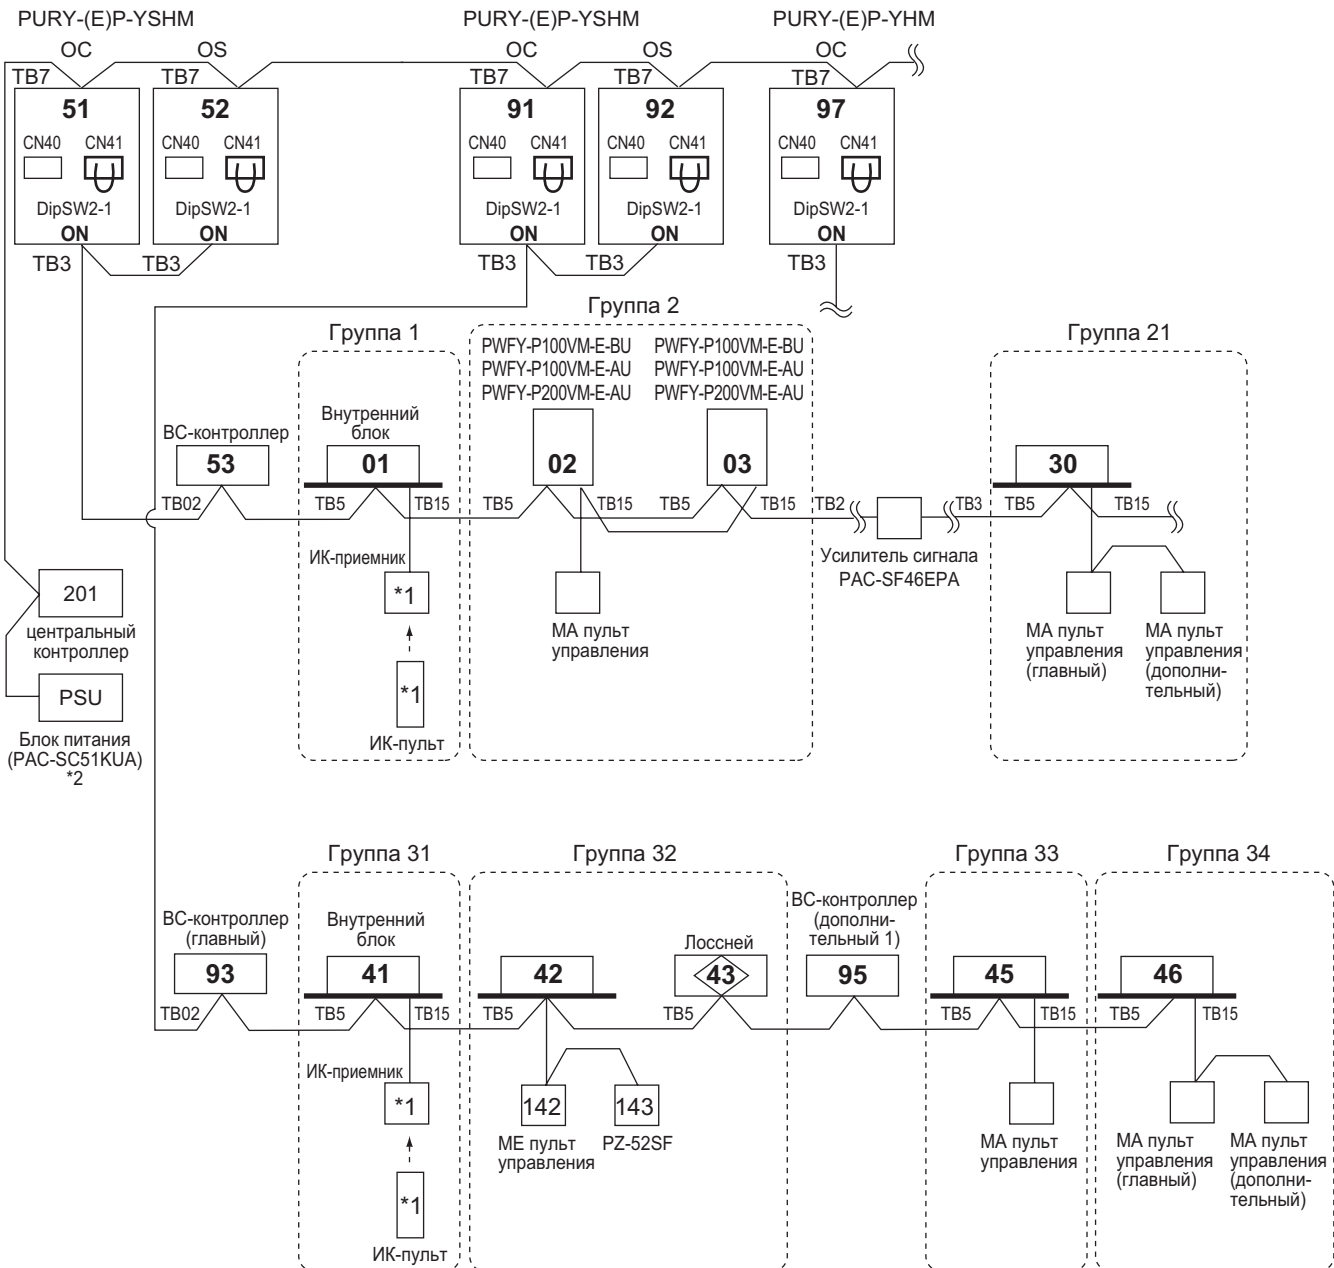 PURY-(E)P-YSHM
PURY-(E)P-YSHM
PURY-(E)P-YHM
OC
OS
OC
OS
OC
TB7
TB7
TB7
TB7
TB7
51
52
91
92
97
CN40
CN41
CN40
CN41
CN40
CN41
CN40
CN41
CN40
CN41
DipSW2-1
DipSW2-1
DipSW2-1
DipSW2-1
DipSW2-1
ON
ON
ON
ON
ON
TB3
TB3
TB3
TB3
TB3
Группа 1
Группа 2
Группа 21
PWFY-P100VM-E-BU
PWFY-P100VM-E-AU
PWFY-P200VM-E-AU
PWFY-P100VM-E-BU
PWFY-P100VM-E-AU
PWFY-P200VM-E-AU
ВС-контроллер
Внутренний
блок
53
01
02
03
30
TB02
TB5
TB15
TB5
TB15
TB5
TB15
TB2
TB3
TB5
TB15
ИК-приемник
*1
*1
ИК-пульт
МА пульт
управления
Усилитель сигнала
PAC-SF46EPA
МА пульт
управления
(главный)
МА пульт
управления
(дополни-
тельный)
201
центральный
контроллер
PSU
Блок питания
(PAC-SC51KUA)
*2
Группа 31
Группа 32
Группа 33
Группа 34
ВС-контроллер
(главный)
Внутренний
блок
Лоссней
ВС-контроллер
(дополни-
тельный 1)
93
41
42
43
95
45
46
TB02
TB5
TB15
TB5
TB5
TB5
TB15
TB5
TB15
ИК-приемник
*1
*1
ИК-пульт
142
143
МЕ пульт
управления
PZ-52SF
МА пульт
управления
МА пульт
управления
(главный)
МА пульт
управления
(дополни-
тельный)